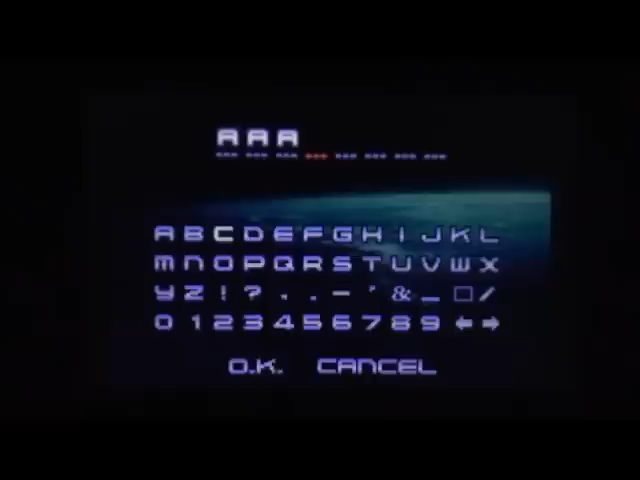 AAA
ABCDEFGHIJKL
MNOPQRSTUVWX
YZ!?..-'&_□/
0123456789←→
O.K. CANCEL